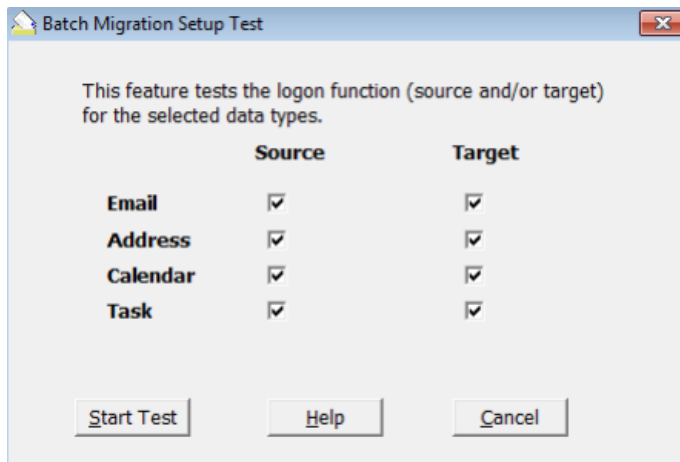 Batch Migration Setup Test
This feature tests the logon function (source and/or target)
for the selected data types.
Source Target
Email
Address
Calendar
Task
Start Test Help Cancel